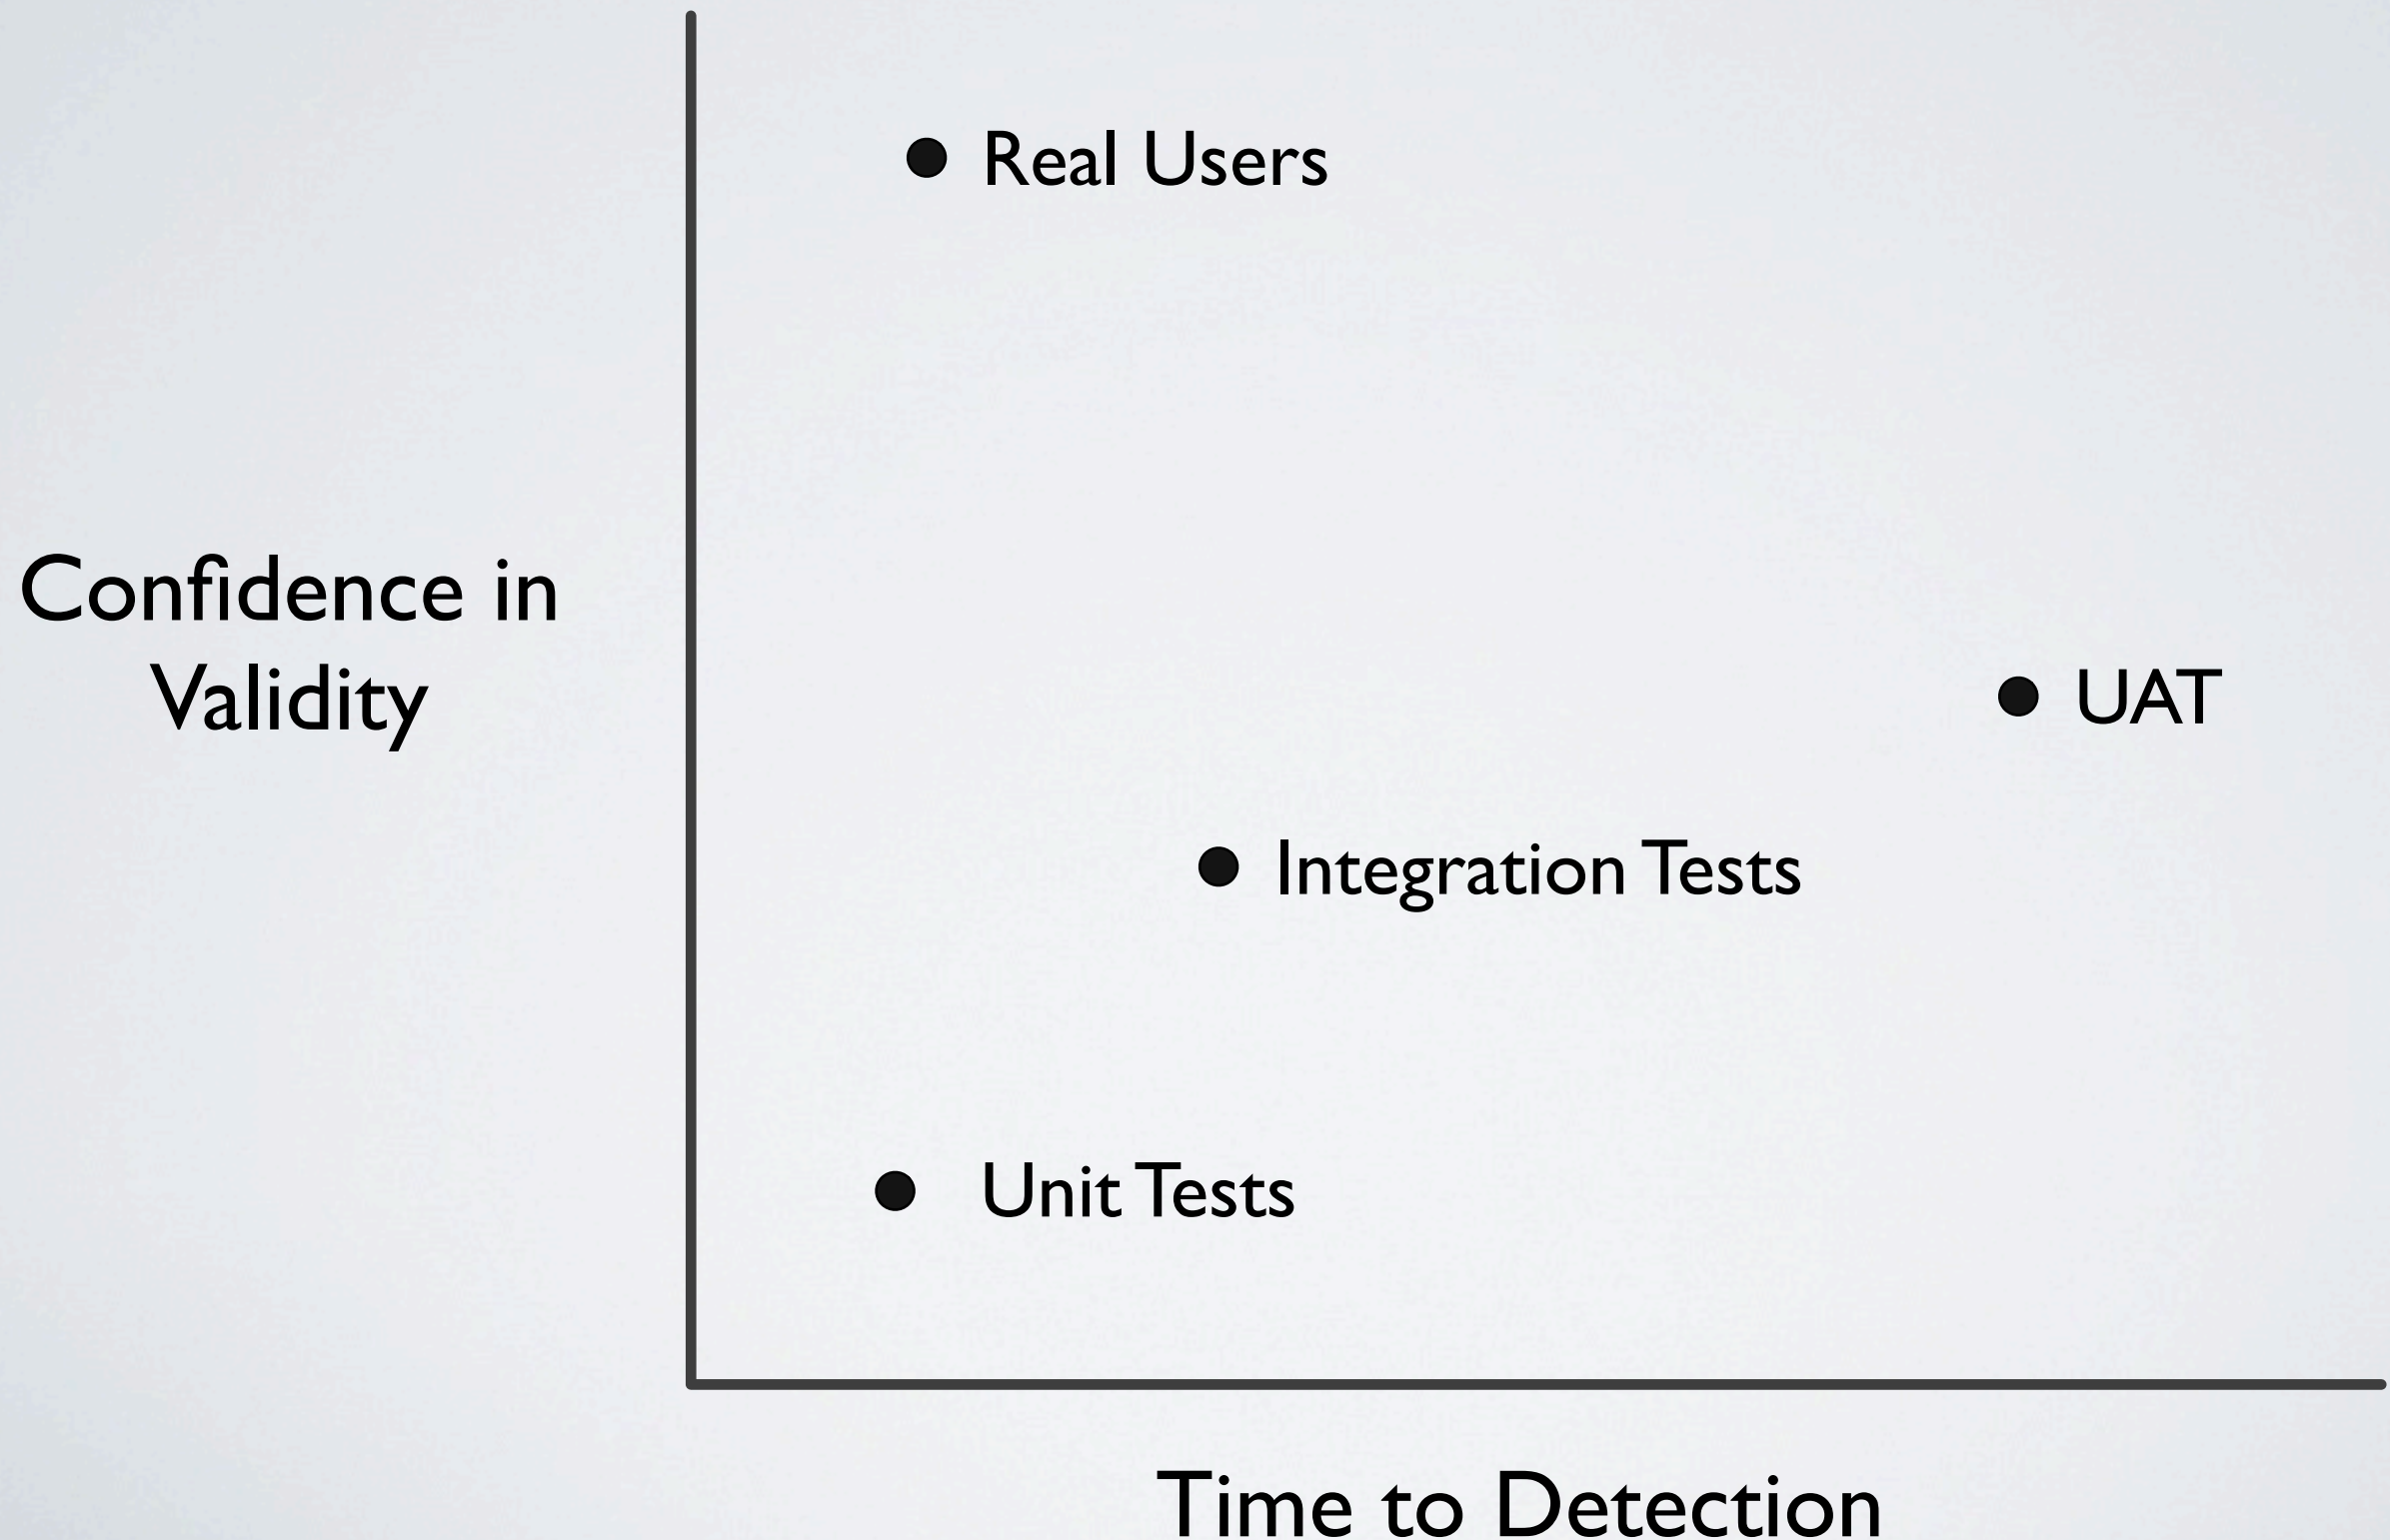 Real Users
Confidence in
Validity
UAT
Integration Tests
Unit Tests
Time to Detection